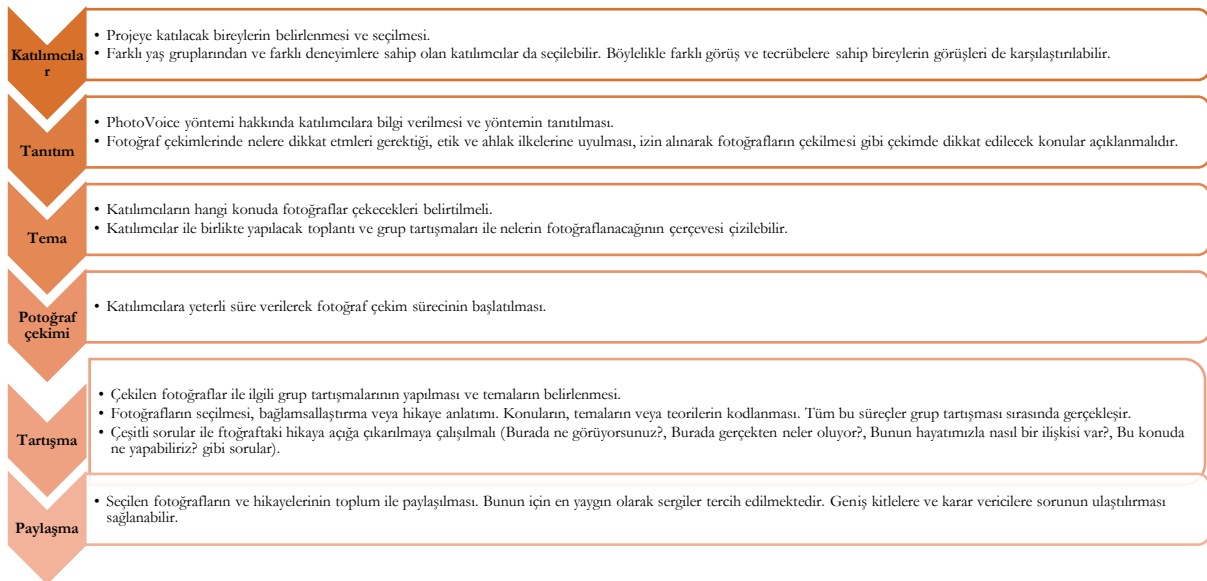 Katılımcıla
r
• Projeye katılacak bireylerin belirlenmesi ve seçilmesi.
• Farklı yaş gruplarından ve farklı deneyimlere sahip olan katılımcılar da seçilebilir. Böylelikle farklı görüş ve tecrübelere sahip bireylerin görüşleri de karşılaştırılabilir.
Tanıtım
• PhotoVoice yöntemi hakkında katılımcılara bilgi verilmesi ve yöntemin tanıtılması.
• Fotoğraf çekimlerinde nelere dikkat etmleri gerektiği, etik ve ahlak ilkelerine uyulması, izin alınarak fotoğrafların çekilmesi gibi çekimde dikkat edilecek konular açıklanmalıdır.
Tema
• Katılımcıların hangi konuda fotoğraflar çekecekleri belirtilmeli.
• Katılımcılar ile birlikte yapılacak toplantı ve grup tartışmaları ile nelerin fotoğraflanacağının çerçevesi çizilebilir.
Potoğraf
çekimi
• Katılımcılara yeterli süre verilerek fotoğraf çekim sürecinin başlatılması.
Tartışma
• Çekilen fotoğraflar ile ilgili grup tartışmalarının yapılması ve temaların belirlenmesi.
• Fotoğrafların seçilmesi, bağlamsallaştırma veya hikaye anlatımı. Konuların, temaların veya teorilerin kodlanması. Tüm bu süreçler grup tartışması sırasında gerçekleşir.
• Çeşitli sorular ile ftoğraftaki hikaya açığa çıkarılmaya çalışılmalı (Burada ne görüyorsunuz?, Burada gerçekten neler oluyor?, Bunun hayatımızla nasıl bir ilişkisi var?, Bu konuda
ne yapabiliriz? gibi sorular).
Paylaşma
• Seçilen fotoğrafların ve hikayelerinin toplum ile paylaşılması. Bunun için en yaygın olarak sergiler tercih edilmektedir. Geniş kitlelere ve karar vericilere sorunun ulaştılırması
sağlanabilir.